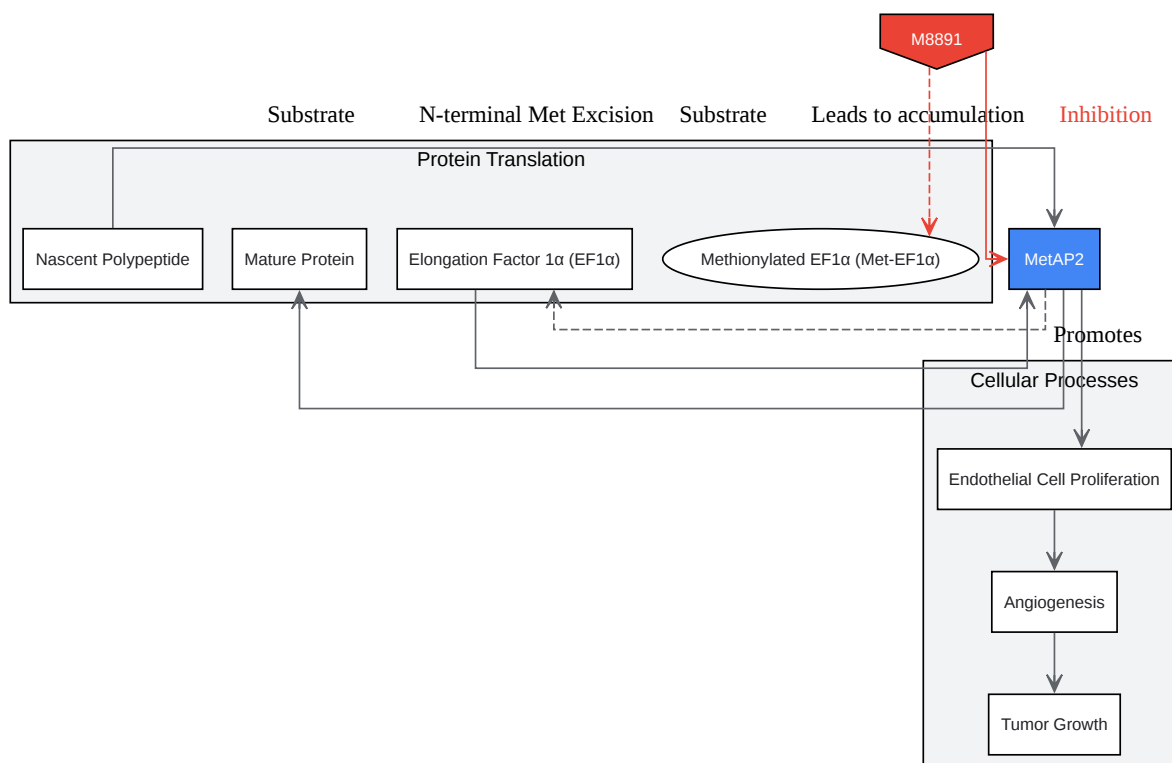 M8891
Substrate
N-terminal Met Excision
Substrate
Leads to accumulation
Inhibition
Protein Translation
Nascent Polypeptide
Mature Protein
Elongation Factor 1α (EF1α)
Methionylated EF1α (Met-EF1α)
MetAP2
Promotes
Cellular Processes
Endothelial Cell Proliferation
Angiogenesis
Tumor Growth